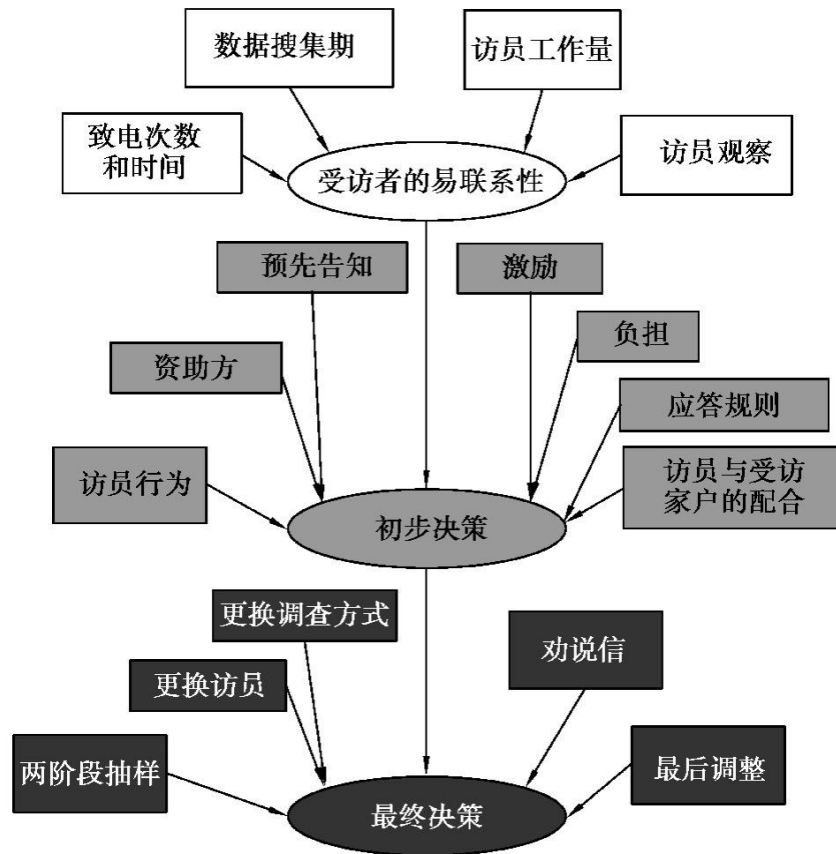 数据搜集期
访员工作量
致电次数
和时间
访员观察
受访者的易联系性
预先告知
激励
负担
资助方
应答规则
访员行为
访员与受访
家户的配合
初步决策
更换调查方式
劝说信
更换访员
两阶段抽样
最后调整
最终决策